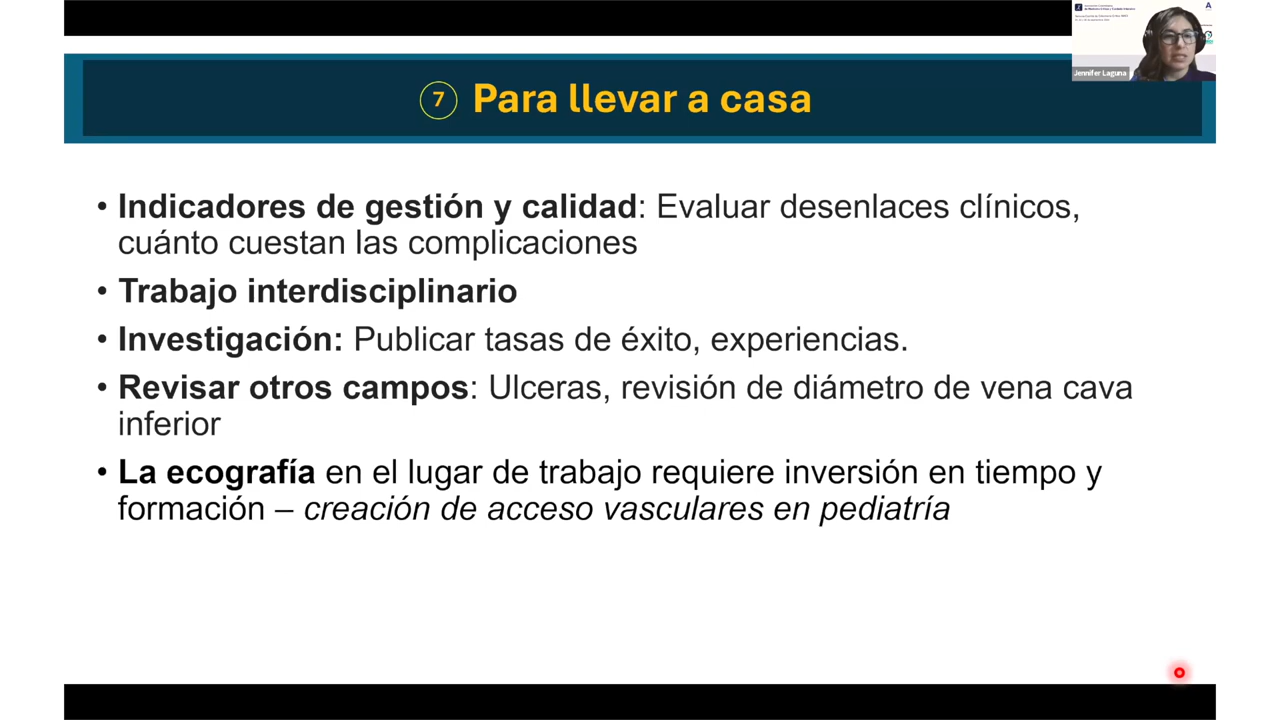 Jennifer Laguna
7 Para llevar a casa
• Indicadores de gestión y calidad: Evaluar desenlaces clínicos,
cuánto cuestan las complicaciones
• Trabajo interdisciplinario
• Investigación: Publicar tasas de éxito, experiencias.
• Revisar otros campos: Ulceras, revisión de diámetro de vena cava
inferior
• La ecografía en el lugar de trabajo requiere inversión en tiempo y
formación – creación de acceso vasculares en pediatría